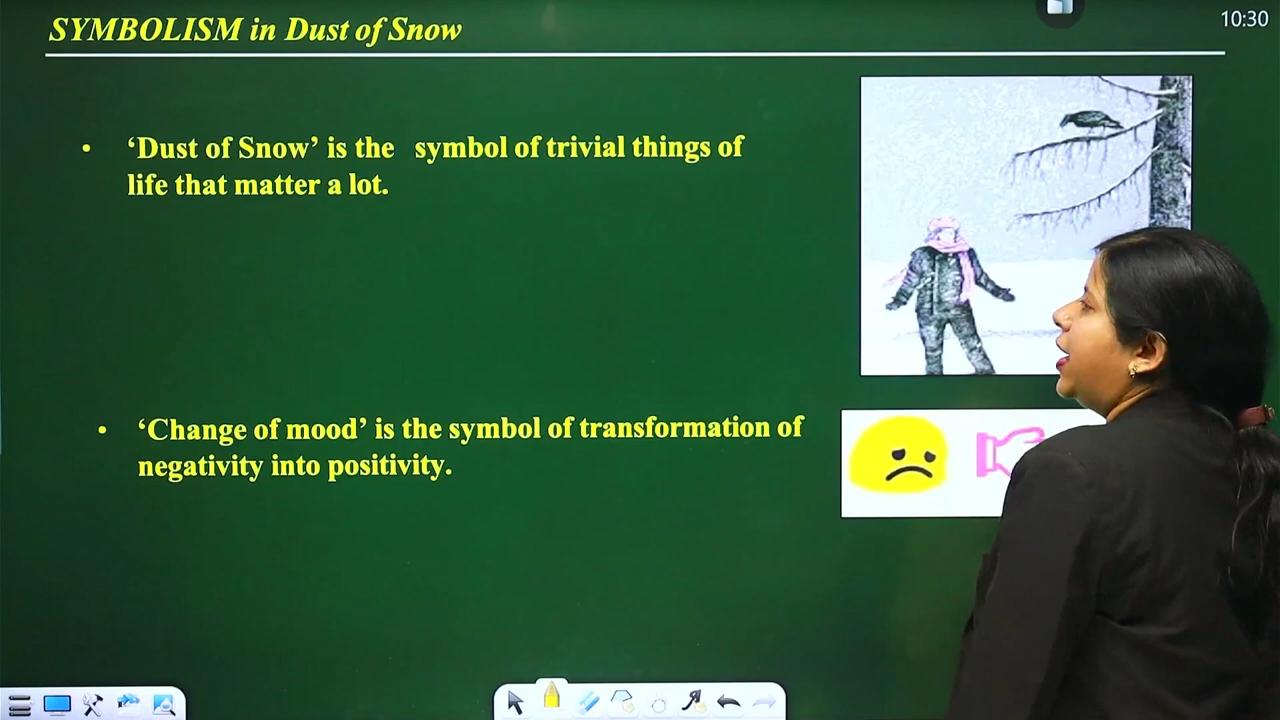 SYMBOLISM in Dust of Snow
10:30
• ‘Dust of Snow’ is the symbol of trivial things of
life that matter a lot.
• ‘Change of mood’ is the symbol of transformation of
negativity into positivity.